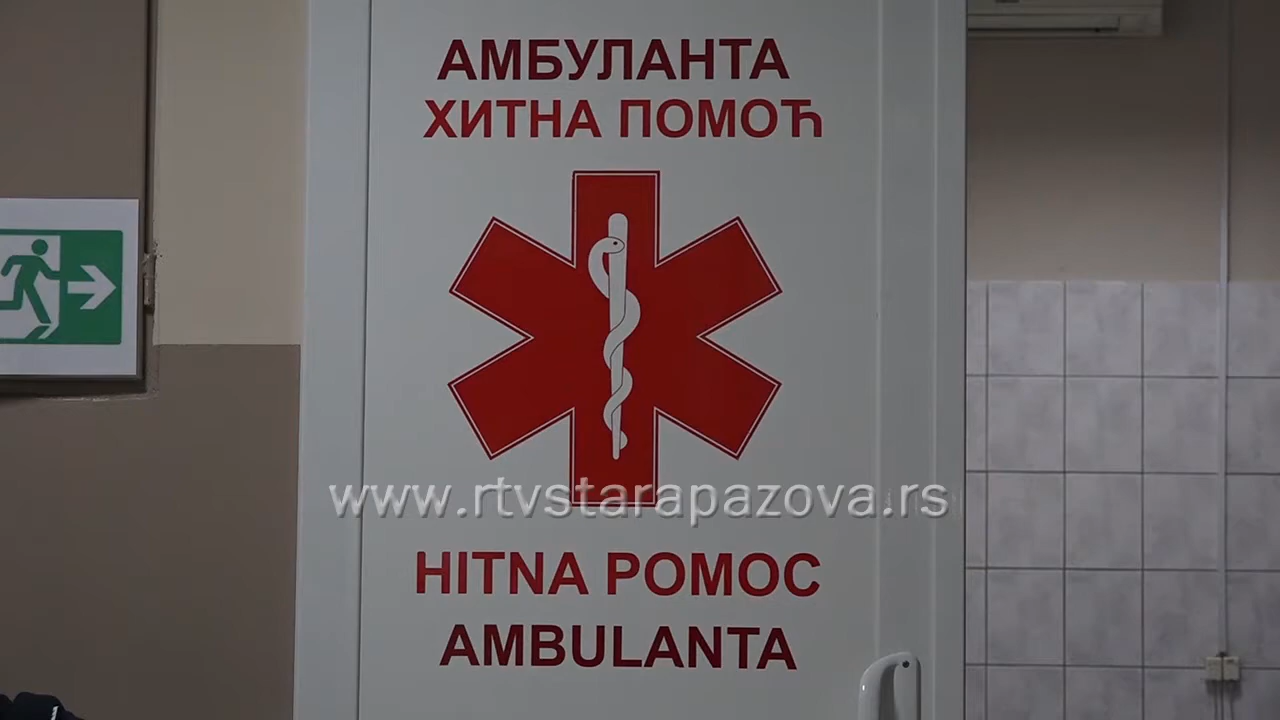 АМБУЛАНТА
ХИТНА ПОМОЋ
www.rtvstarapazova.rs
HITNA POMOC
AMBULANTA